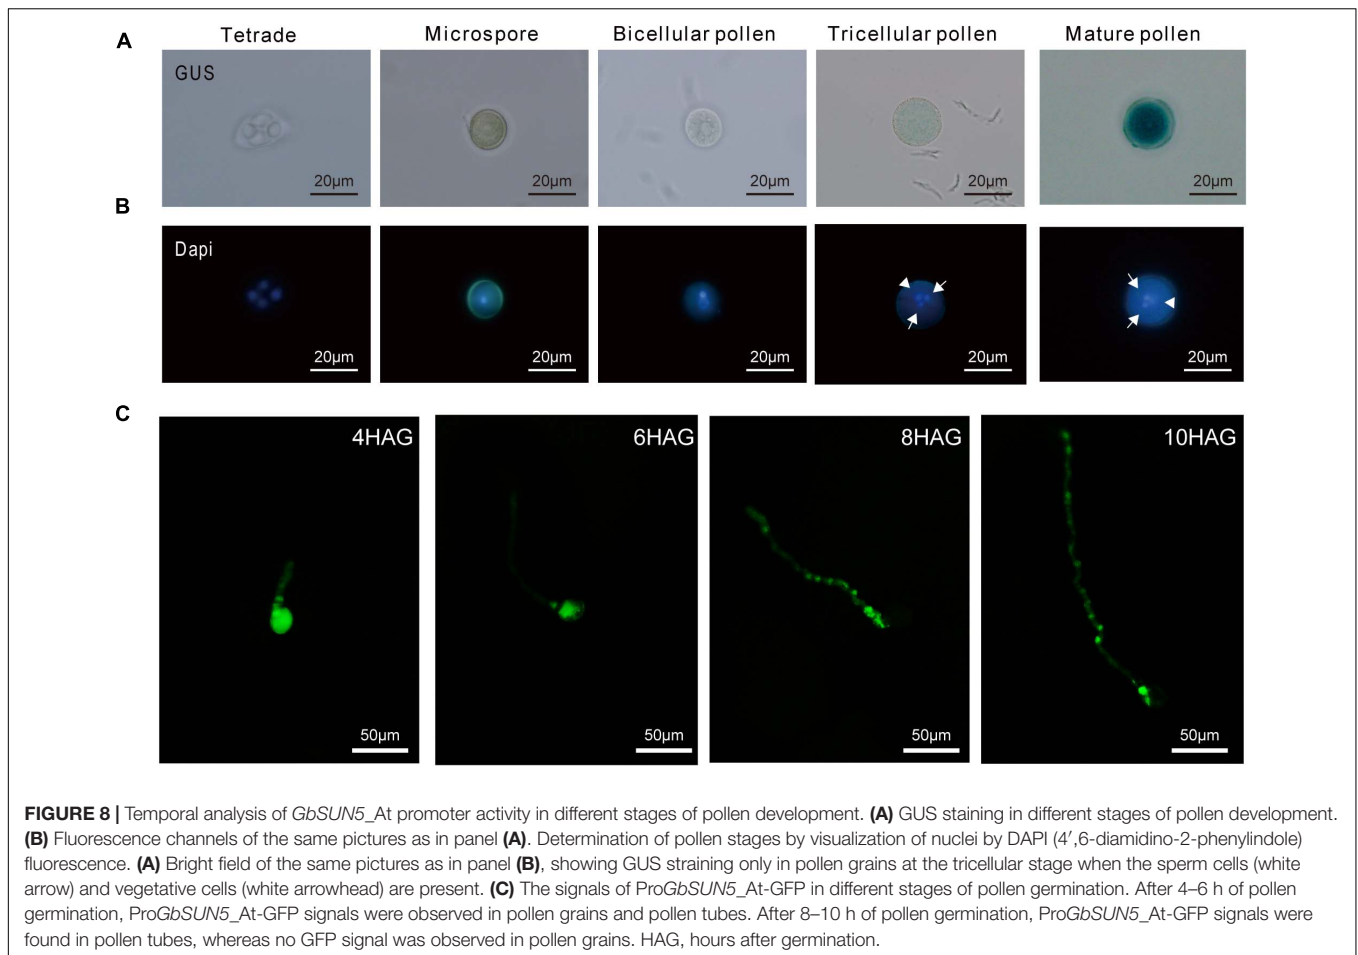 A
Tetrade Microspore Bicellular pollen Tricellular pollen Mature pollen
GUS
20μm 20μm 20μm 20μm 20μm
B
Dapi
20μm 20μm 20μm 20μm 20μm
C
4HAG 6HAG 8HAG 10HAG
50μm 50μm 50μm 50μm
FIGURE 8 | Temporal analysis of GbSUN5_At promoter activity in different stages of pollen development. (A) GUS staining in different stages of pollen development.
(B) Fluorescence channels of the same pictures as in panel (A). Determination of pollen stages by visualization of nuclei by DAPI (4′,6-diamidino-2-phenylindole)
fluorescence. (A) Bright field of the same pictures as in panel (B), showing GUS straining only in pollen grains at the tricellular stage when the sperm cells (white
arrow) and vegetative cells (white arrowhead) are present. (C) The signals of ProGbSUN5_At-GFP in different stages of pollen germination. After 4–6 h of pollen
germination, ProGbSUN5_At-GFP signals were observed in pollen grains and pollen tubes. After 8–10 h of pollen germination, ProGbSUN5_At-GFP signals were
found in pollen tubes, whereas no GFP signal was observed in pollen grains. HAG, hours after germination.